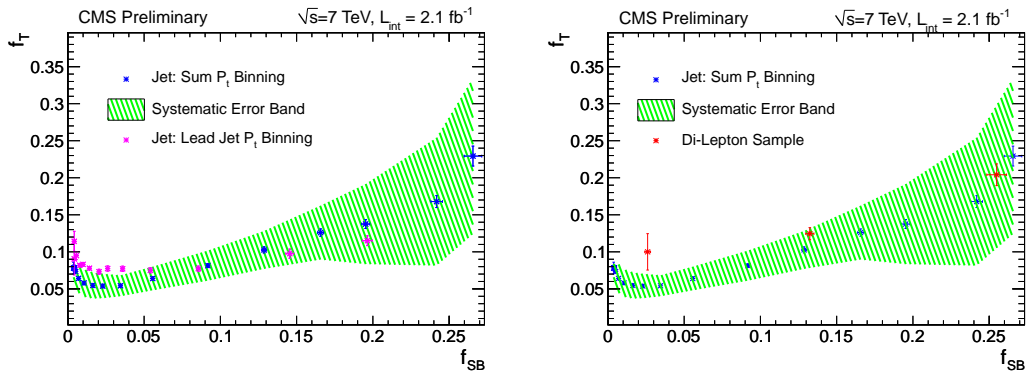 CMS Preliminary √s=7 TeV, L_int = 2.1 fb⁻¹
f_T
0.35
0.3
0.25
0.2
0.15
0.1
0.05
Jet: Sum P_t Binning
Systematic Error Band
Jet: Lead Jet P_t Binning
0 0.05 0.1 0.15 0.2 0.25
f_SB
CMS Preliminary √s=7 TeV, L_int = 2.1 fb⁻¹
f_T
0.35
0.3
0.25
0.2
0.15
0.1
0.05
Jet: Sum P_t Binning
Systematic Error Band
Di-Lepton Sample
0 0.05 0.1 0.15 0.2 0.25
f_SB